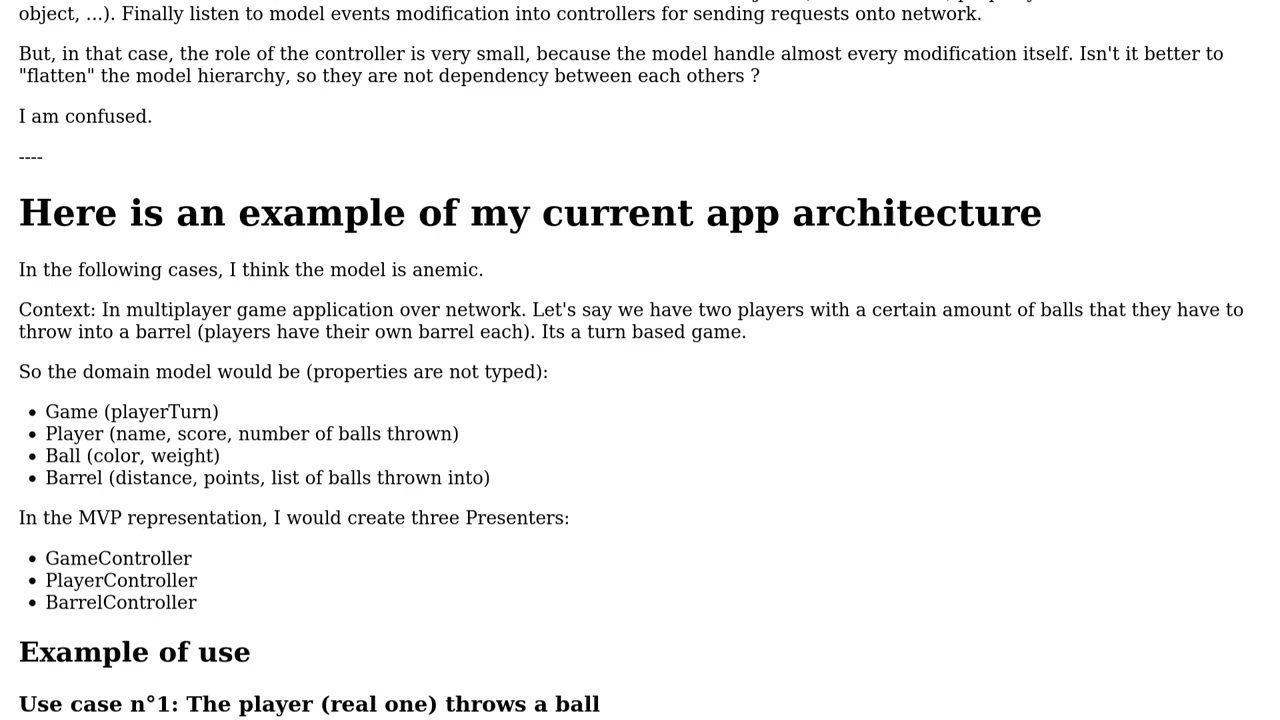 object, ...). Finally listen to model events modification into controllers for sending requests onto network.
But, in that case, the role of the controller is very small, because the model handle almost every modification itself. Isn't it better to
"flatten" the model hierarchy, so they are not dependency between each others ?
I am confused.
----
Here is an example of my current app architecture
In the following cases, I think the model is anemic.
Context: In multiplayer game application over network. Let's say we have two players with a certain amount of balls that they have to
throw into a barrel (players have their own barrel each). Its a turn based game.
So the domain model would be (properties are not typed):
• Game (playerTurn)
• Player (name, score, number of balls thrown)
• Ball (color, weight)
• Barrel (distance, points, list of balls thrown into)
In the MVP representation, I would create three Presenters:
• GameController
• PlayerController
• BarrelController
Example of use
Use case n°1: The player (real one) throws a ball